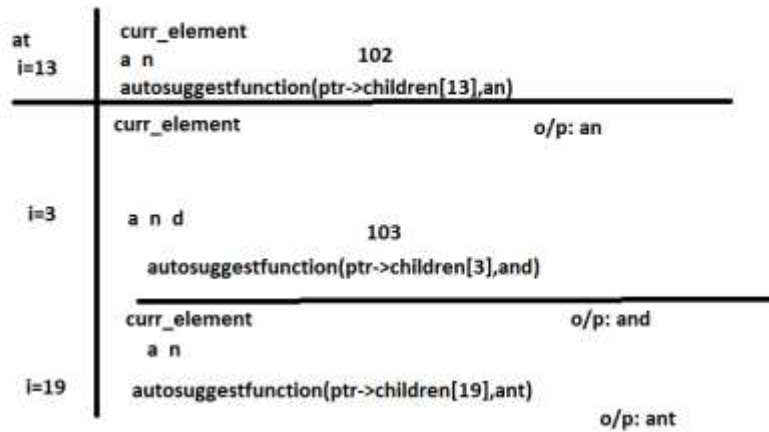 at
i=13
curr_element
a n 102
autosuggestfunction(ptr->children[13],an)
curr_element o/p: an
i=3
a n d
103
autosuggestfunction(ptr->children[3],and)
curr_element o/p: and
a n
i=19
autosuggestfunction(ptr->children[19],ant)
o/p: ant